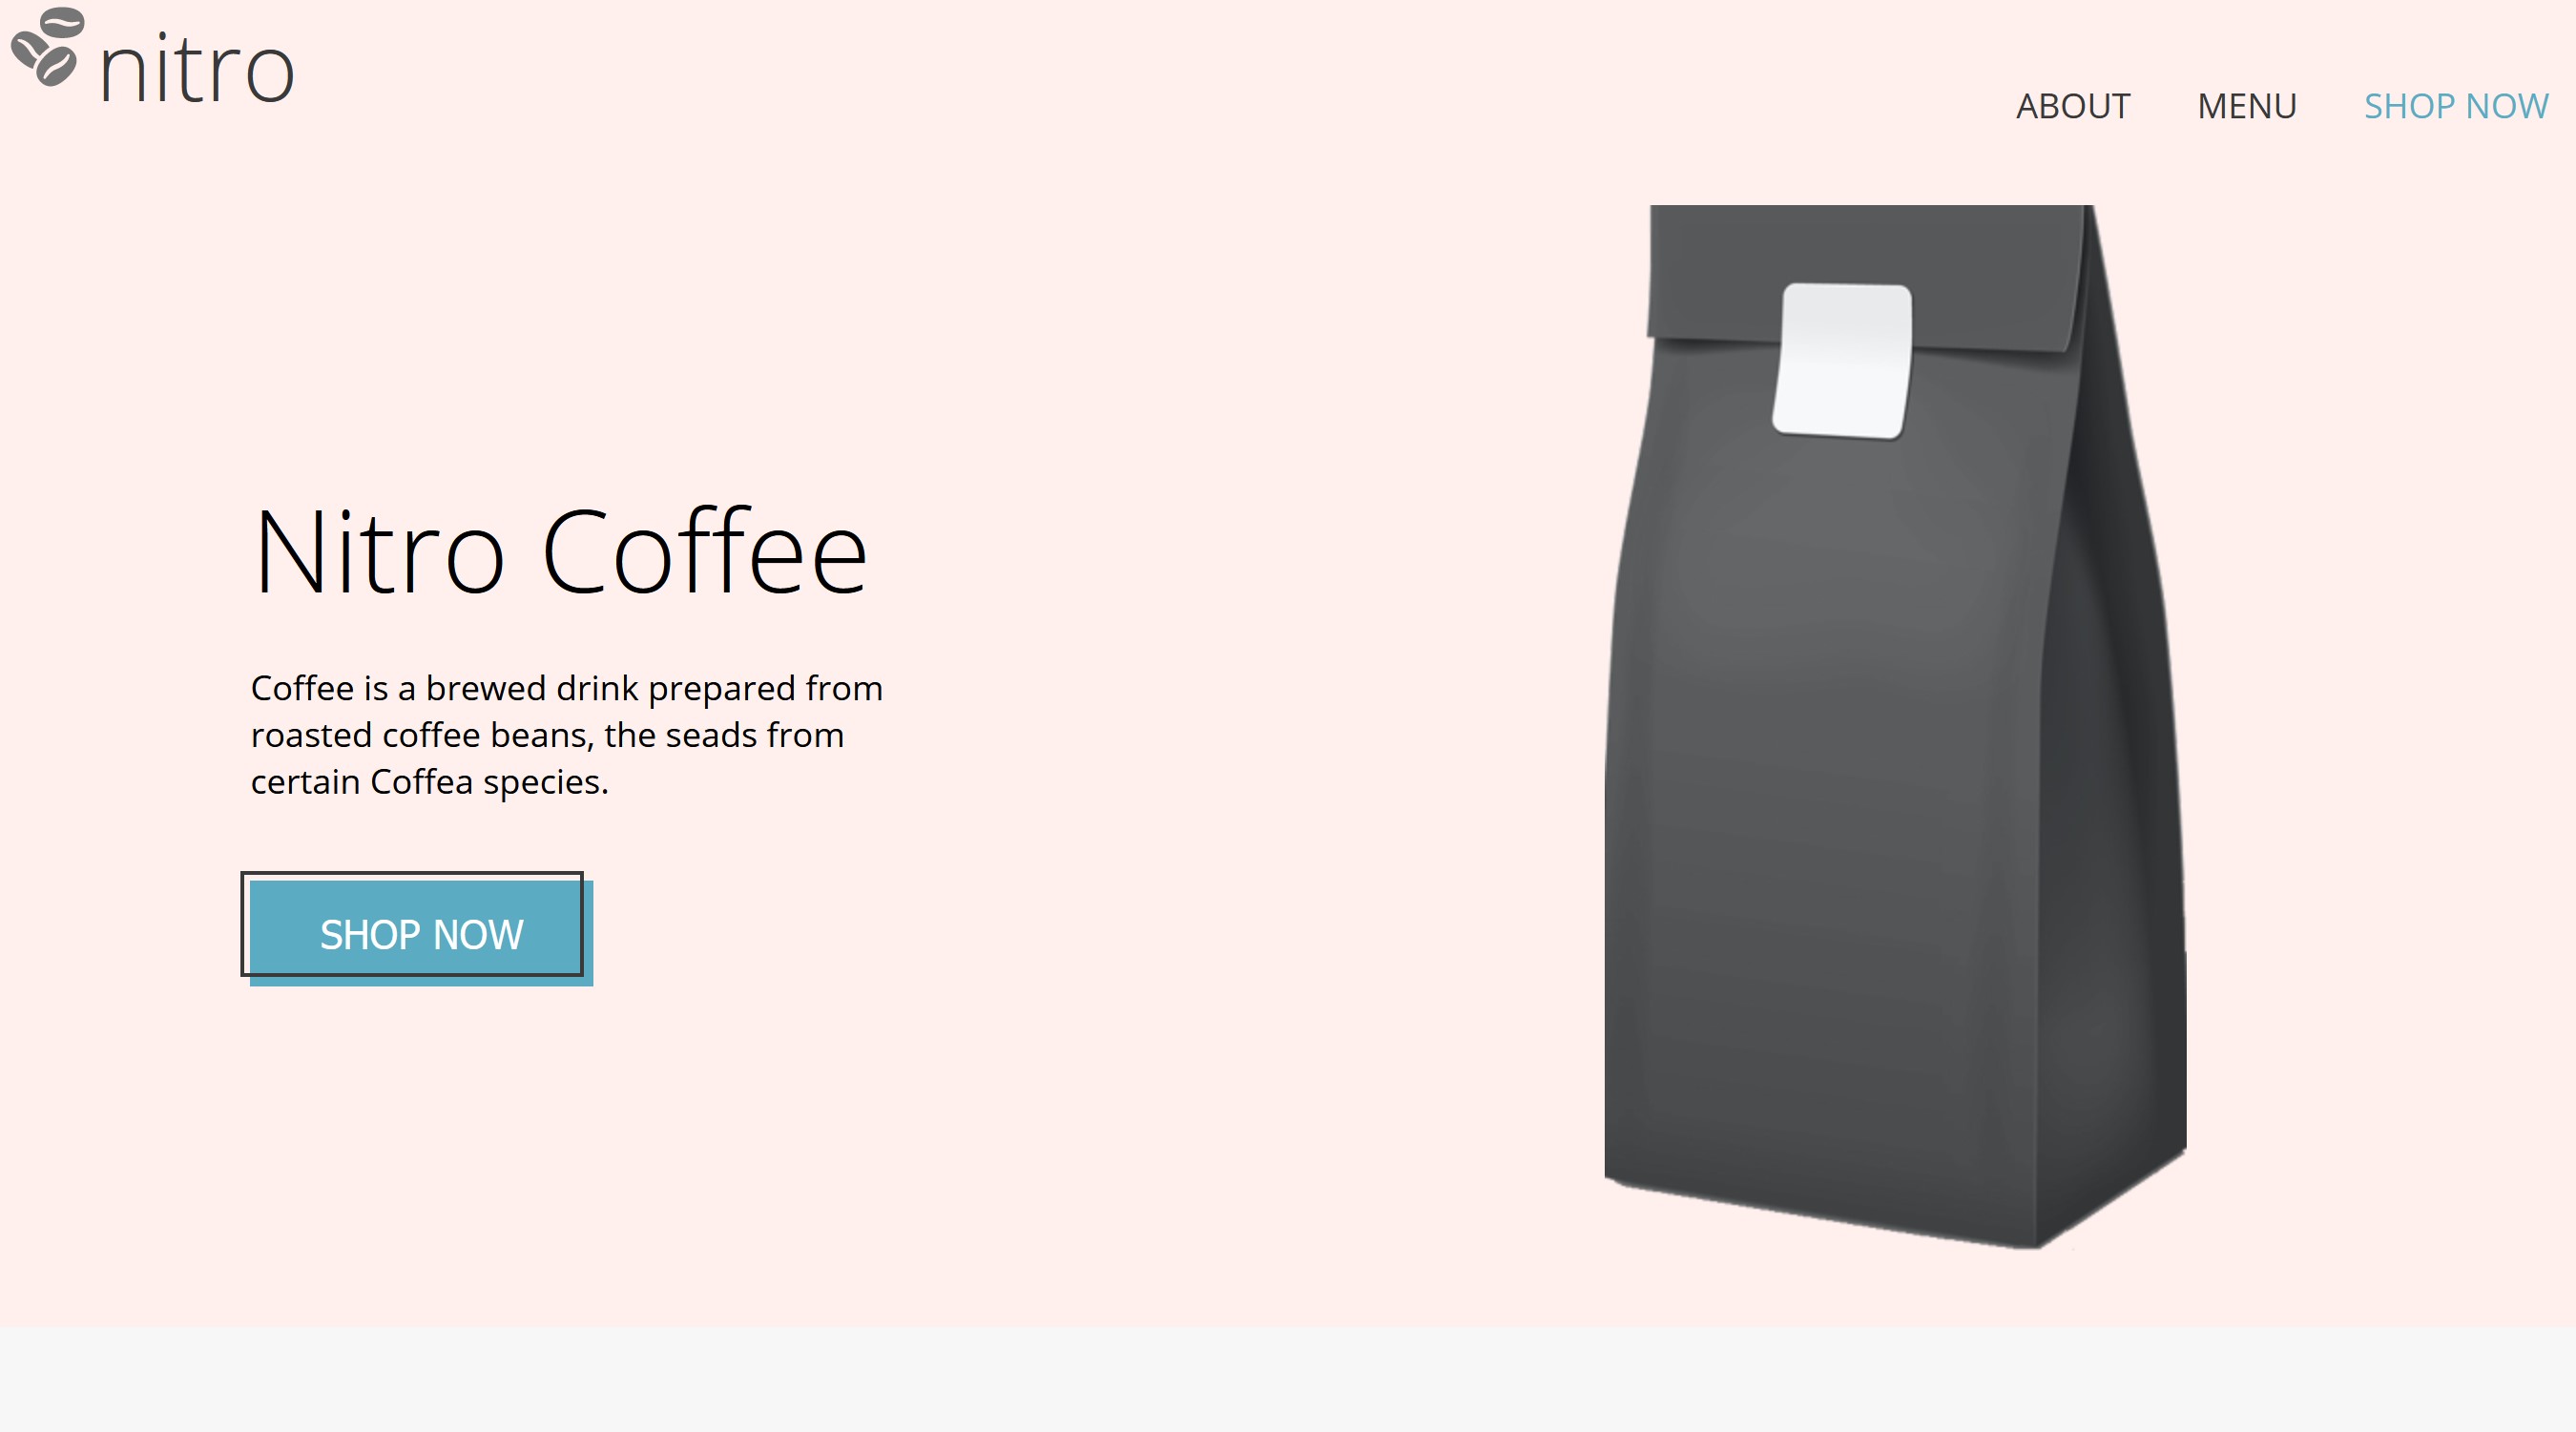 nitro
ABOUT
MENU
SHOP NOW
Nitro Coffee
Coffee is a brewed drink prepared from
roasted coffee beans, the seads from
certain Coffea species.
SHOP NOW